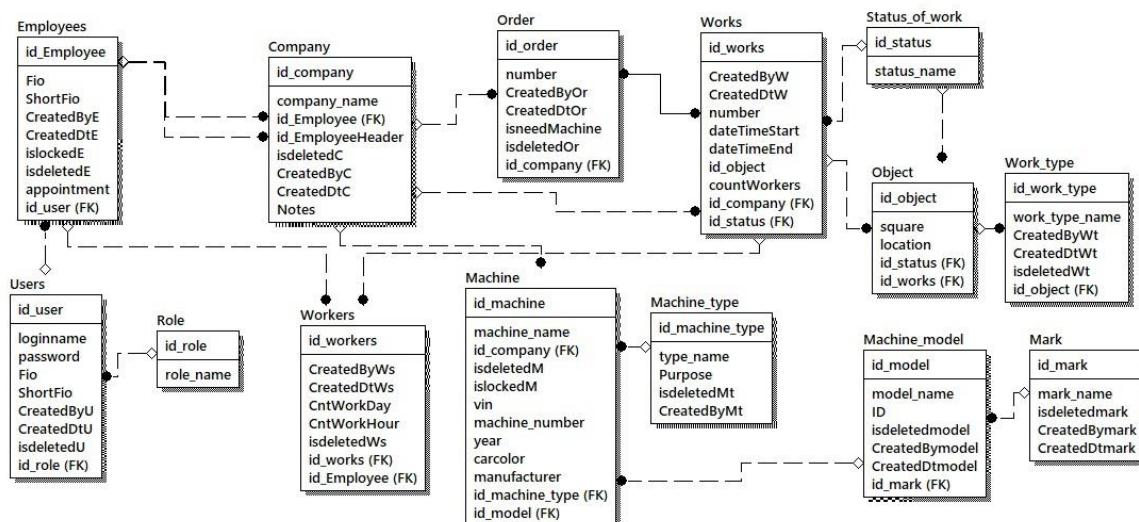 Employees
id_Employee
Fio
ShortFio
CreatedByE
CreatedDtE
islockedE
isdeletedE
appointment
id_user (FK)
Company
id_company
company_name
id_Employee (FK)
id_EmployeeHeader
isdeletedC
CreatedByC
CreatedDtC
Notes
Order
id_order
number
CreatedByOr
CreatedDtOr
isneedMachine
isdeletedOr
id_company (FK)
Works
id_works
CreatedByW
CreatedDtW
number
dateTimeStart
dateTimeEnd
id_object
countWorkers
id_company (FK)
id_status (FK)
Status_of_work
id_status
status_name
Object
id_object
square
location
id_status (FK)
id_works (FK)
Work_type
id_work_type
work_type_name
CreatedByWt
CreatedDtWt
isdeletedWt
id_object (FK)
Users
id_user
loginname
password
Fio
ShortFio
CreatedByU
CreatedDtU
isdeletedU
id_role (FK)
Role
id_role
role_name
Workers
id_workers
CreatedByWs
CreatedDtWs
CntWorkDay
CntWorkHour
isdeletedWs
id_works (FK)
id_Employee (FK)
Machine
id_machine
machine_name
id_company (FK)
isdeletedM
islockedM
vin
machine_number
year
carcolor
manufacturer
id_machine_type (FK)
id_model (FK)
Machine_type
id_machine_type
type_name
Purpose
isdeletedMt
CreatedByMt
Machine_model
id_model
model_name
ID
isdeletedmodel
CreatedBymodel
CreatedDtmodel
id_mark (FK)
Mark
id_mark
mark_name
isdeletedmark
CreatedBymark
CreatedDtmark